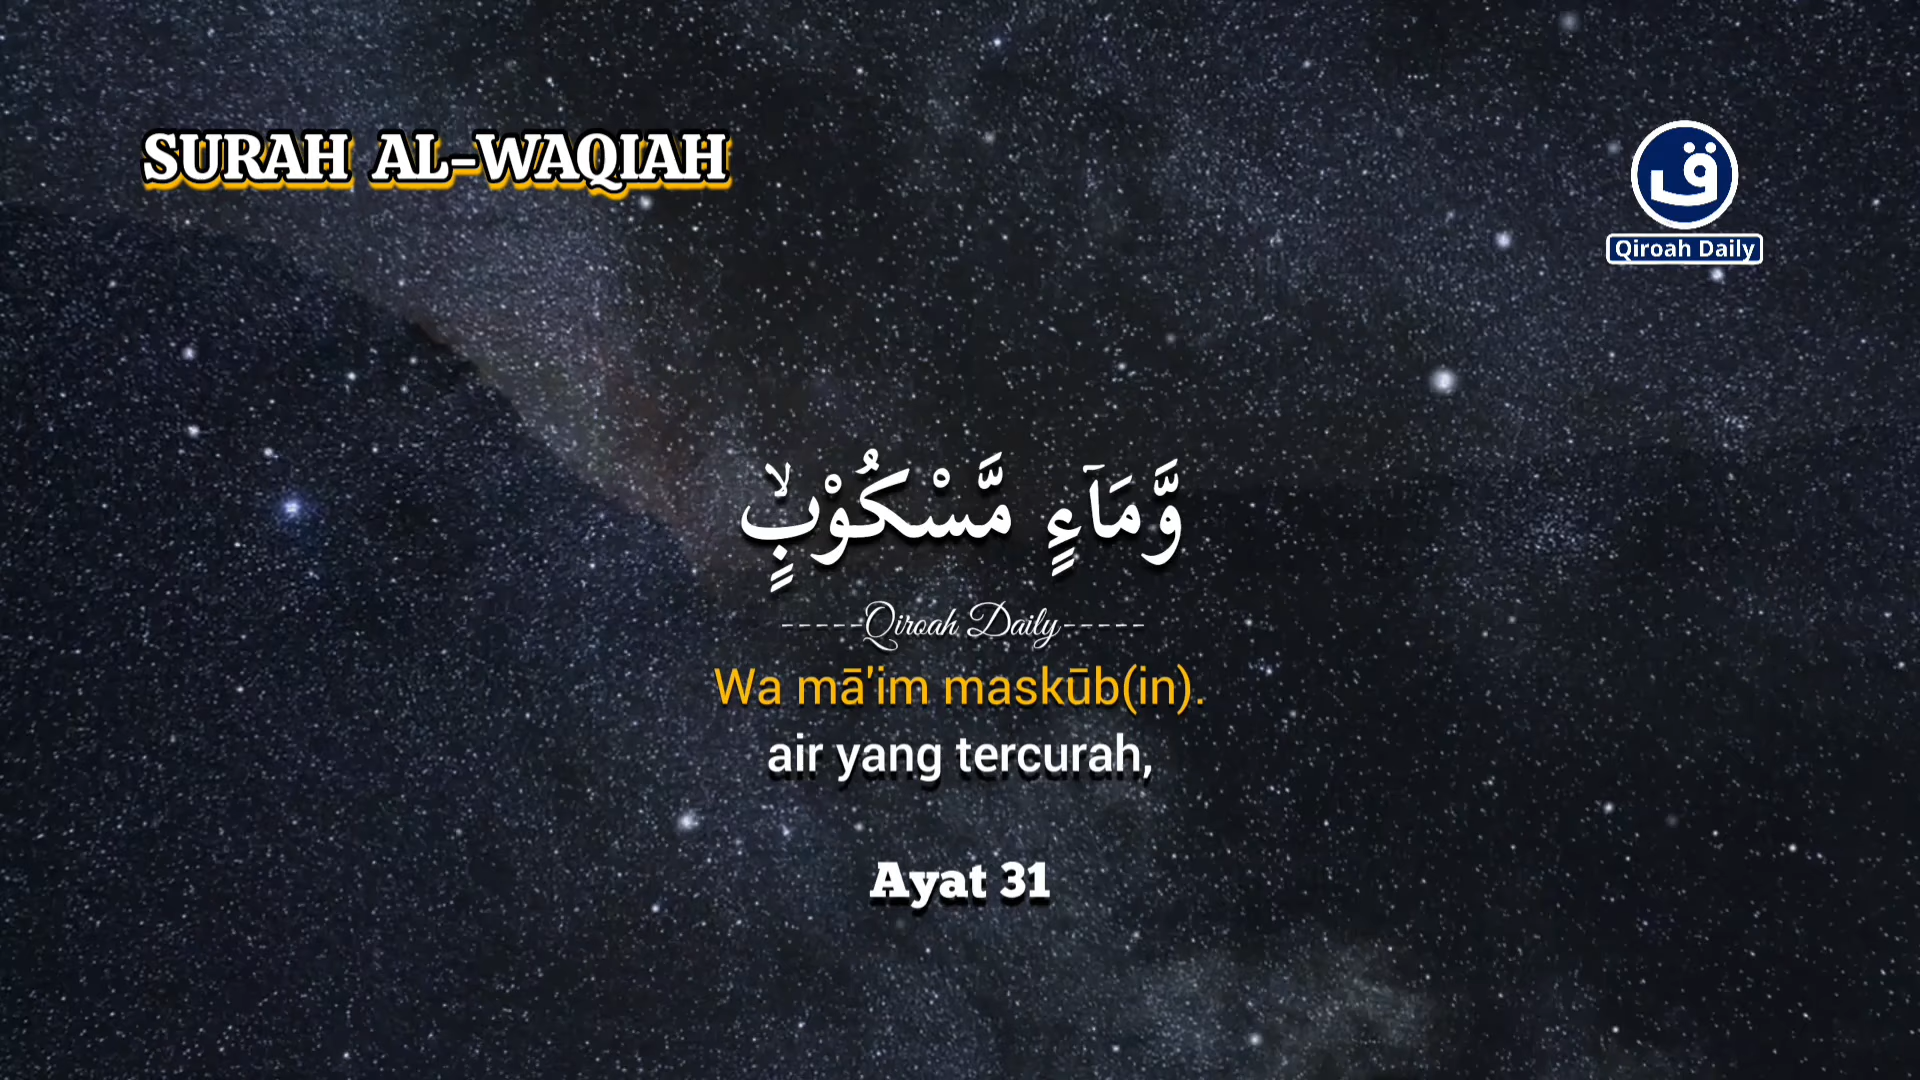 SURAH AL-WAQIAH
ق
Qiroah Daily
وَّمَاۤءٍ مَّسْكُوْبٍۙ
-----Qiroah Daily-----
Wa mā'im maskūb(in).
air yang tercurah,
Ayat 31